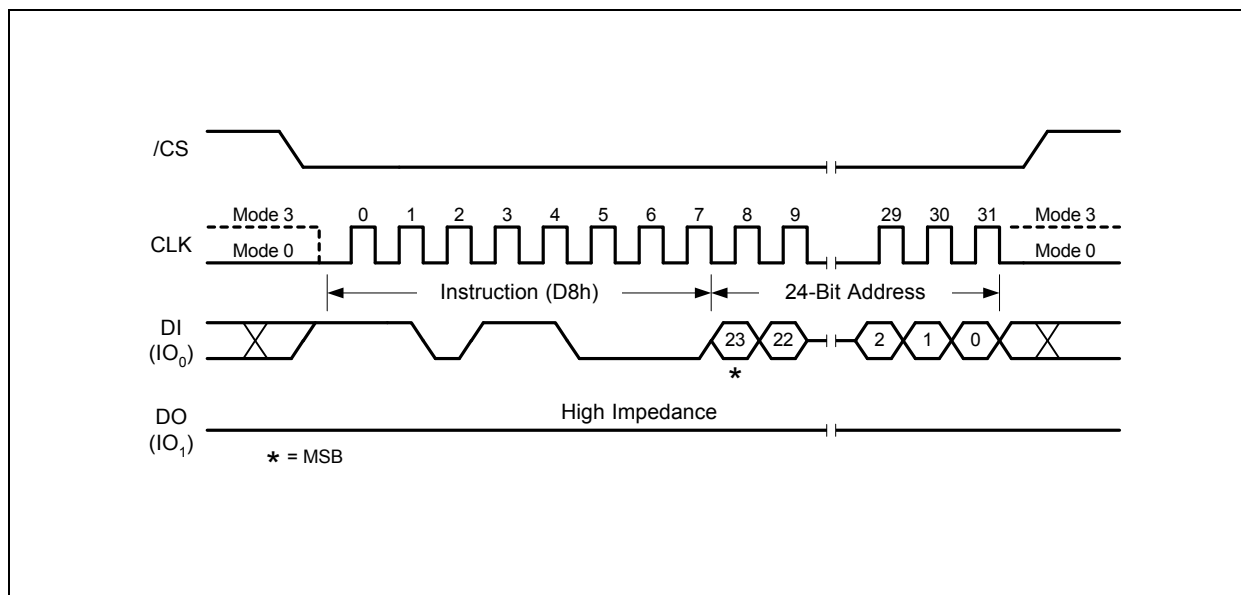 /CS
Mode 3 0 1 2 3 4 5 6 7 8 9 29 30 31 Mode 3
CLK Mode 0 Mode 0
Instruction (D8h) 24-Bit Address
DI
(IO0) 23 22 2 1 0
*
DO High Impedance
(IO1)
* = MSB